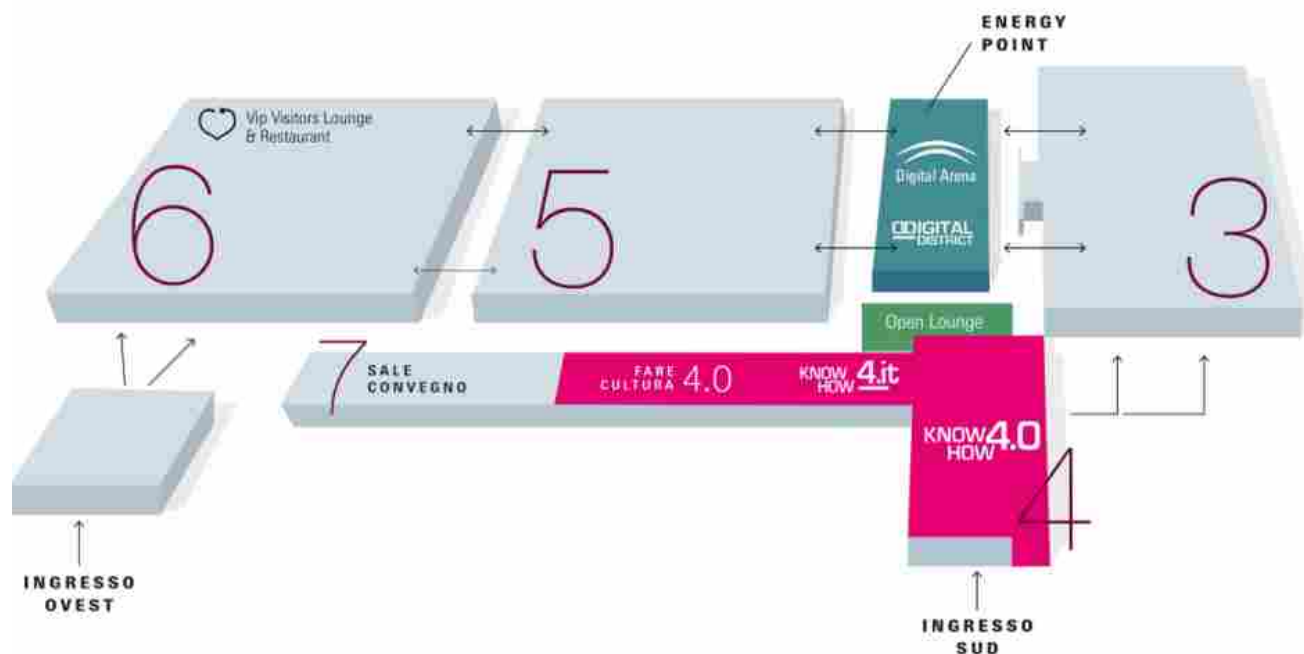 ENERGY
POINT
Vip Visitors Lounge
& Restaurant
6
5
Digital Arena
DIGITAL
DISTRICT
3
Open Lounge
7
SALE
CONVEGNO
FARE
CULTURA 4.0
KNOW
HOW 4.it
KNOW
HOW 4.0
4
INGRESSO
OVEST
INGRESSO
SUD